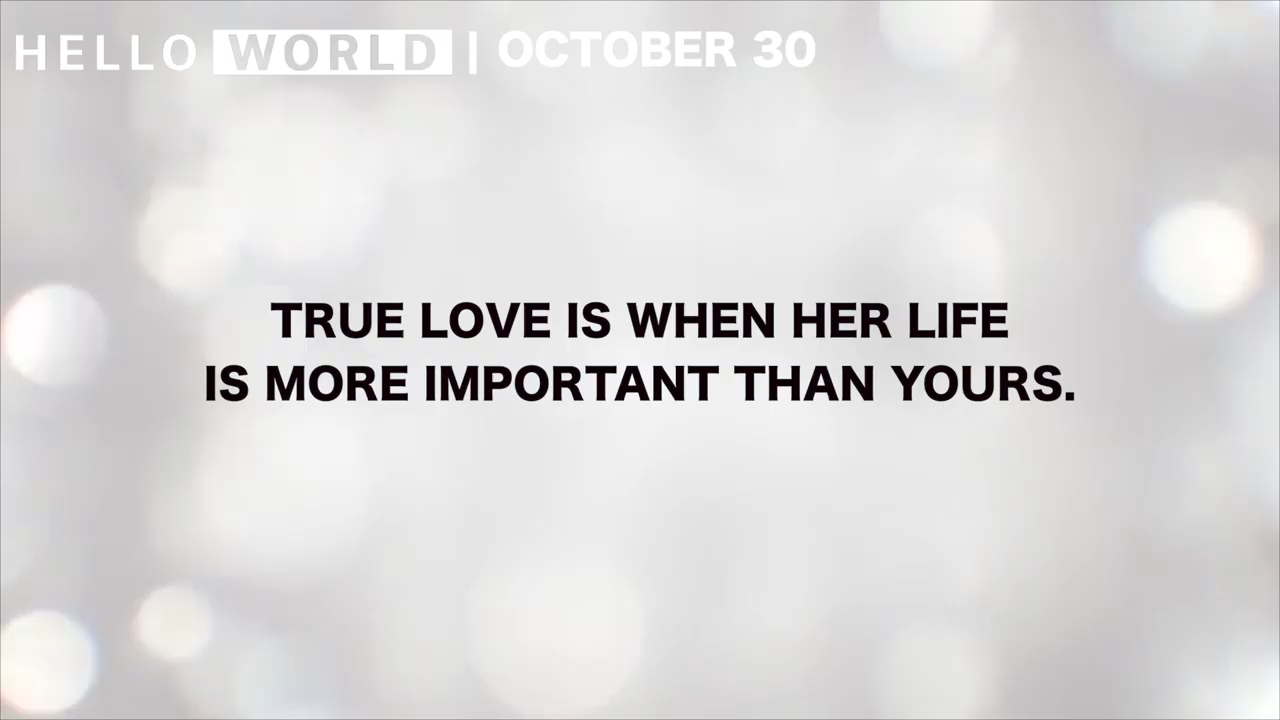 HELLO WORLD | OCTOBER 30
TRUE LOVE IS WHEN HER LIFE
IS MORE IMPORTANT THAN YOURS.